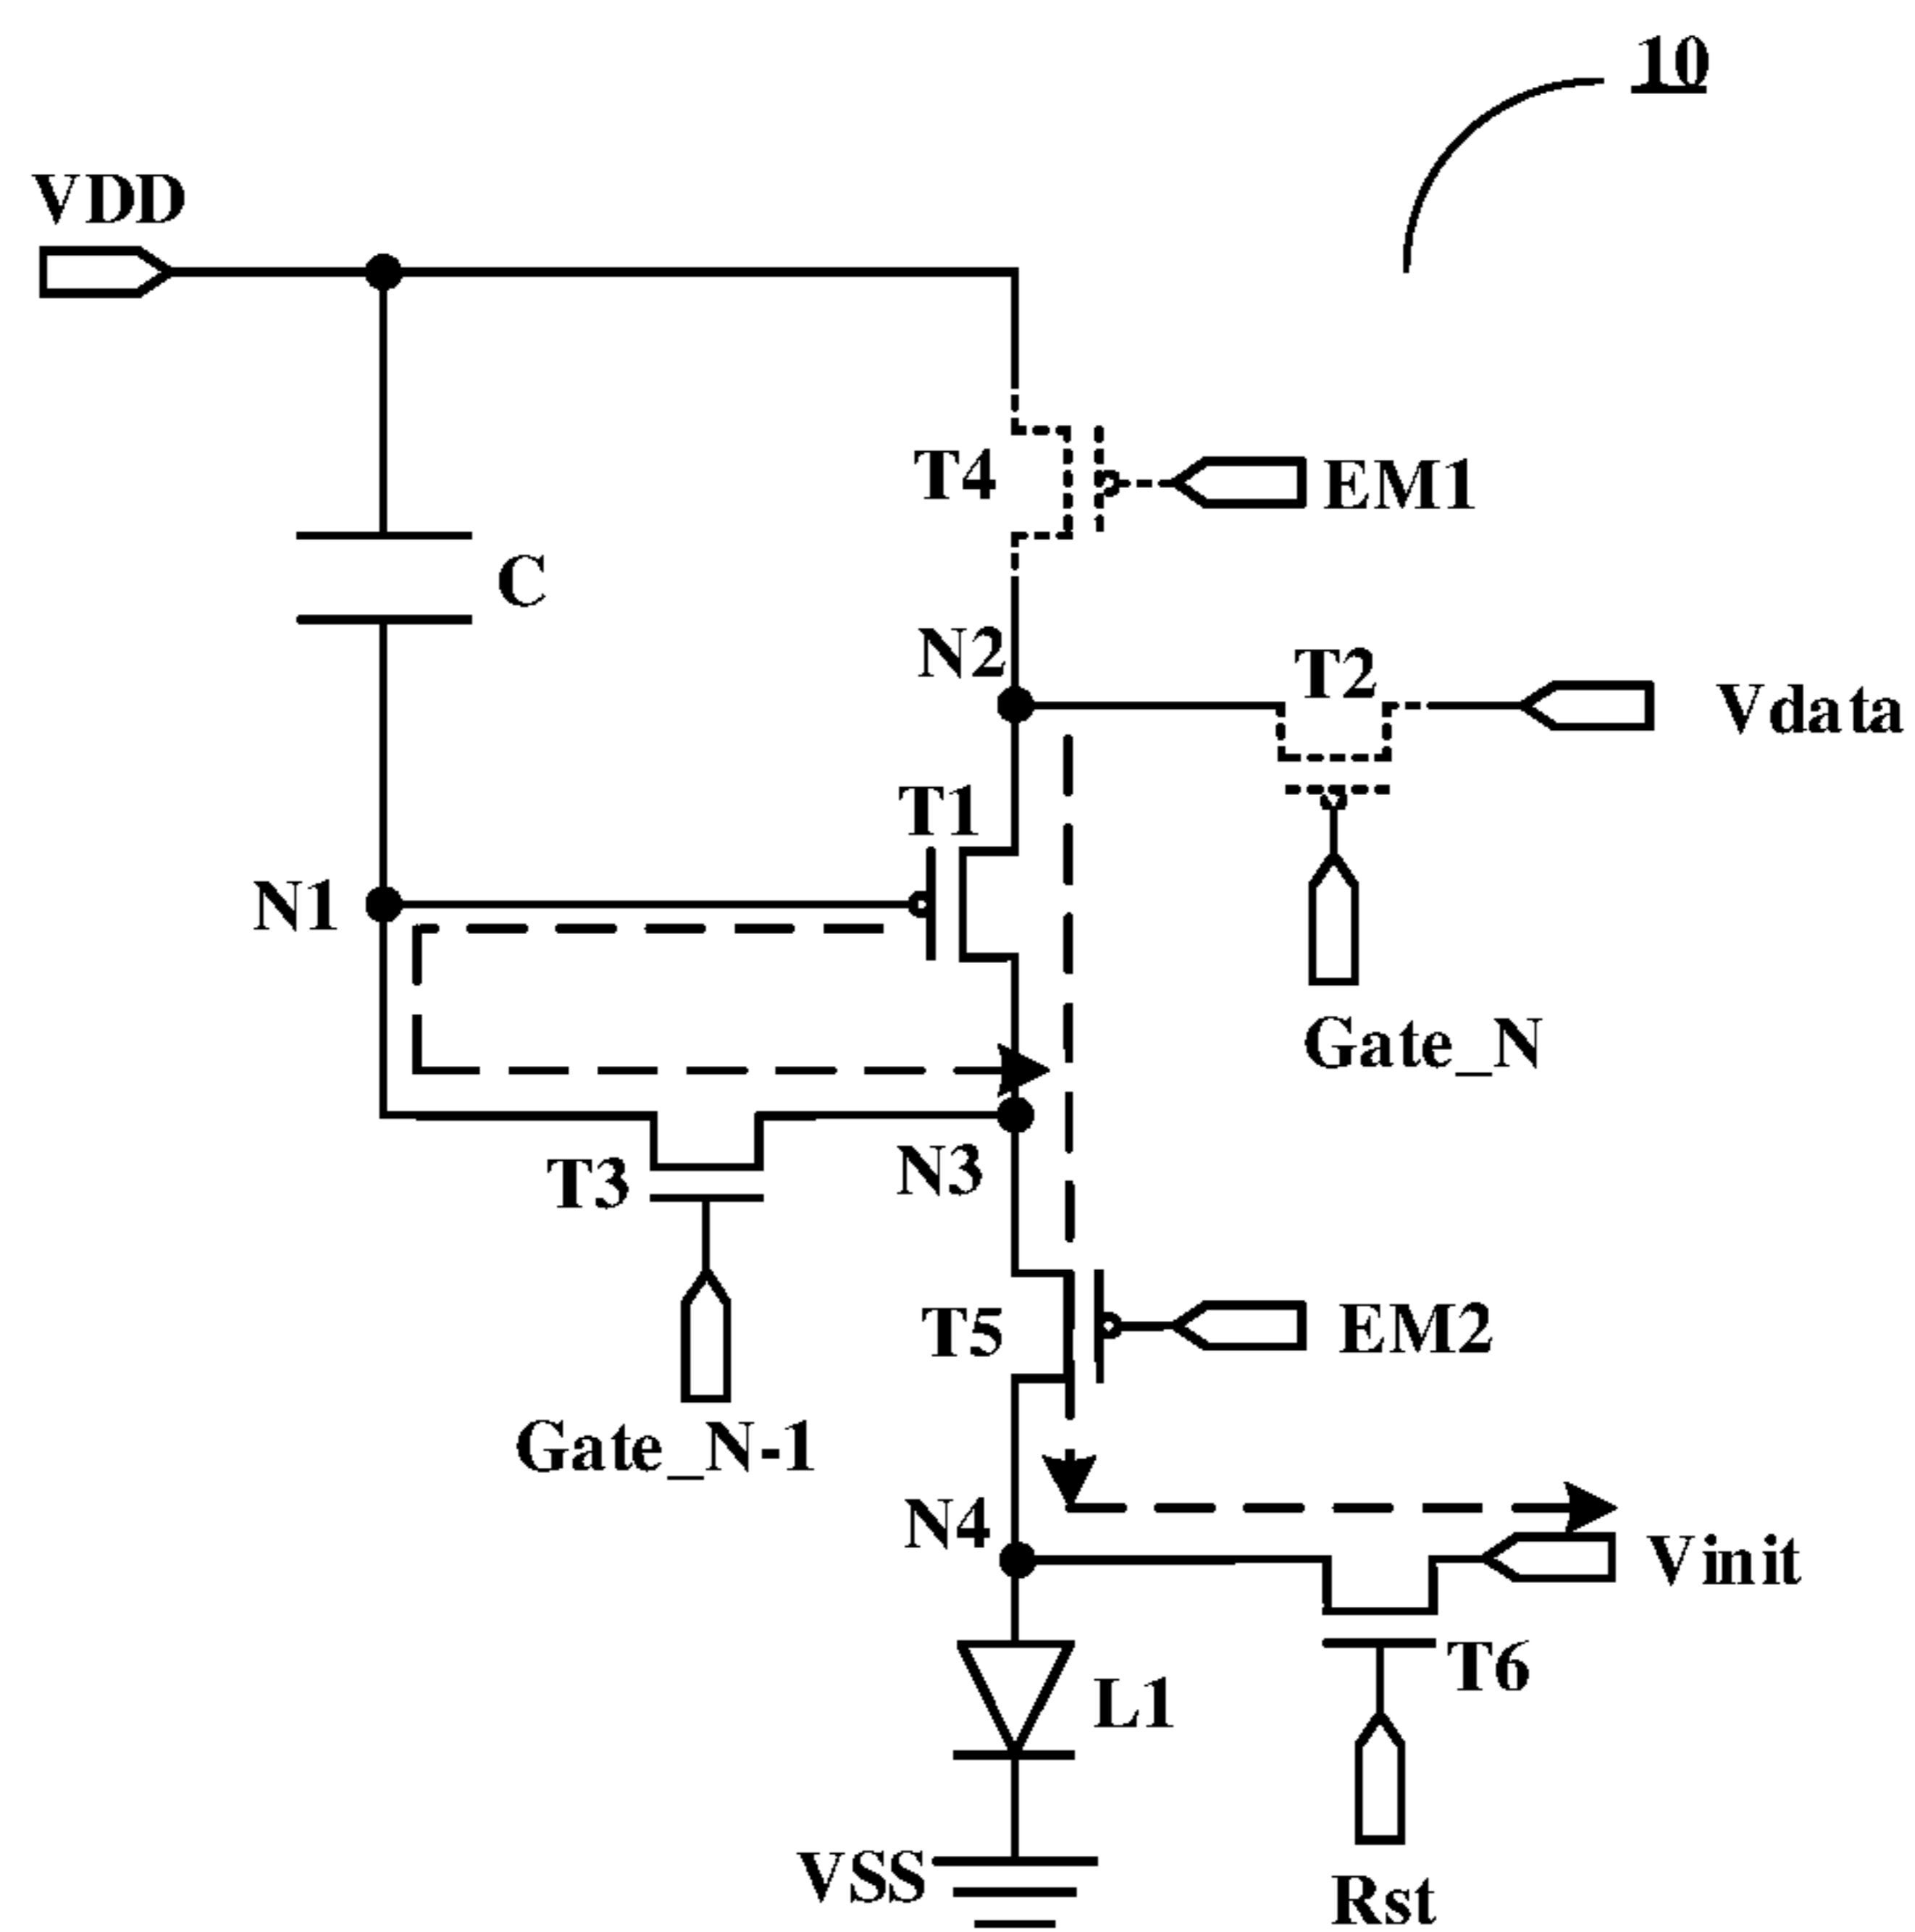 10
VDD
T4
EM1
C
N2
T2
Vdata
T1
N1
Gate_N
N3
T3
T5
EM2
Gate_N-1
N4
Vinit
T6
L1
VSS
Rst